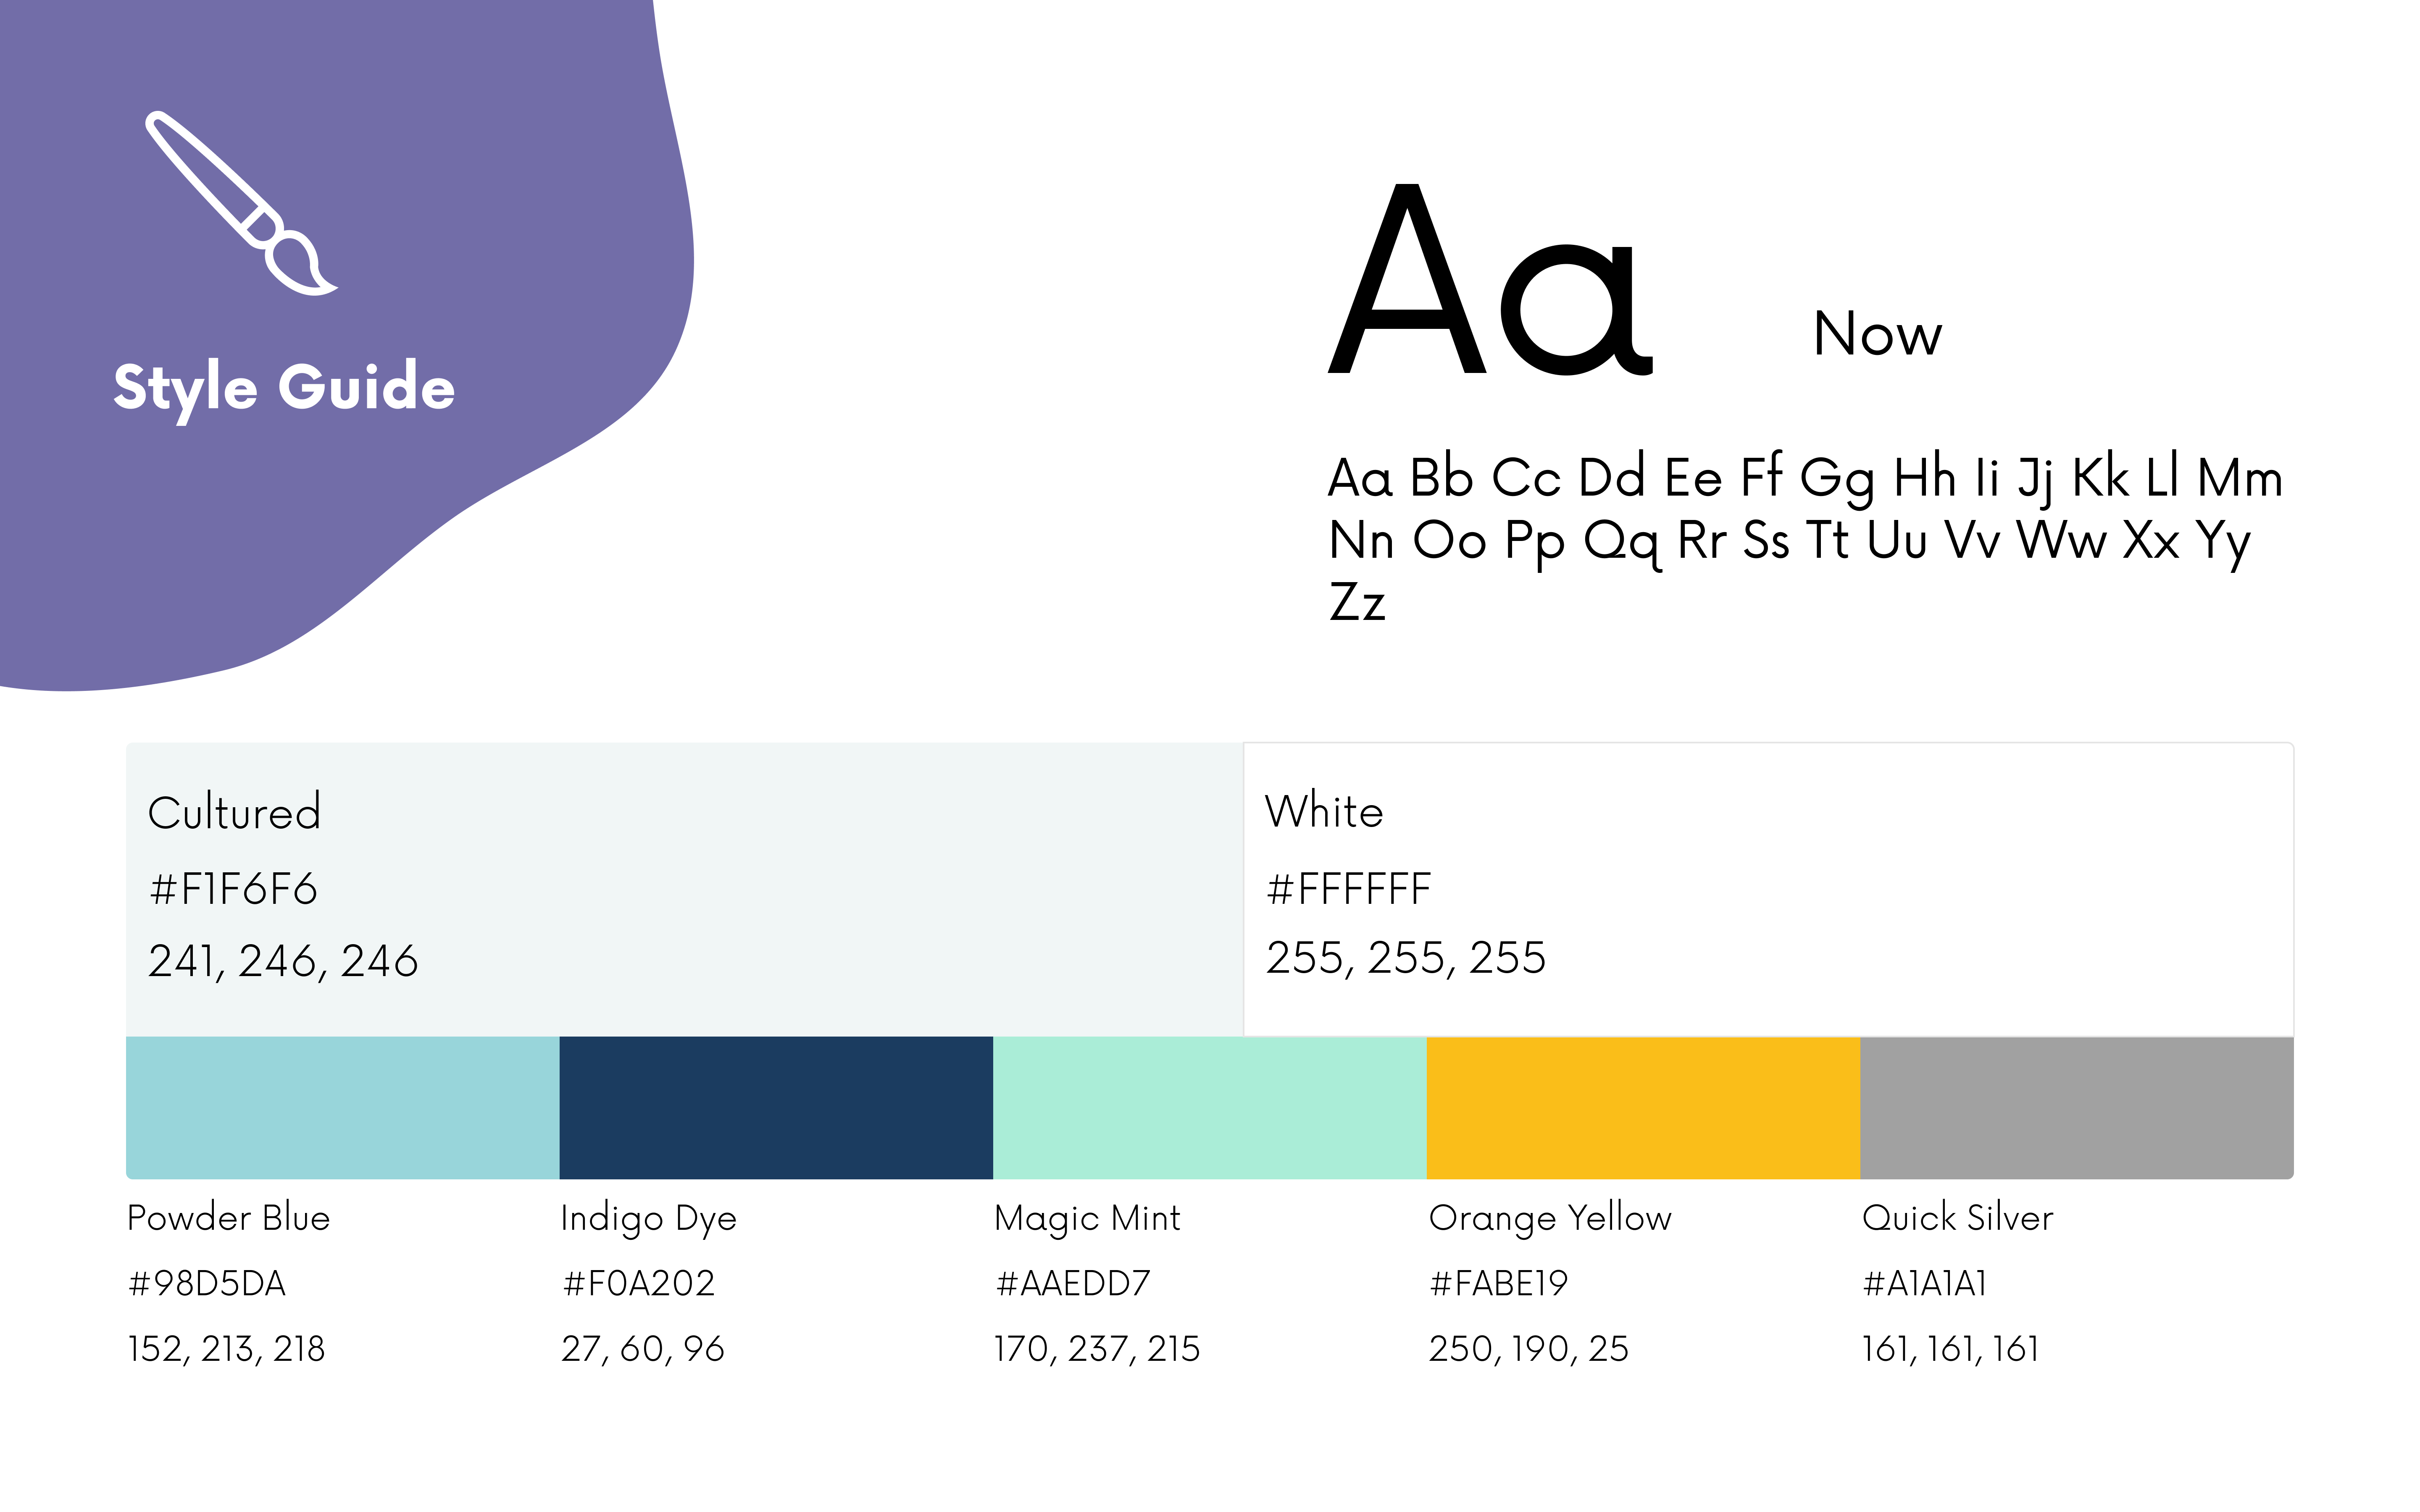 Style Guide
Aa
Now
Aa Bb Cc Dd Ee Ff Gg Hh Ii Jj Kk Ll Mm
Nn Oo Pp Qq Rr Ss Tt Uu Vv Ww Xx Yy
Zz
Cultured
#F1F6F6
241, 246, 246
White
#FFFFFF
255, 255, 255
Powder Blue
#98D5DA
152, 213, 218
Indigo Dye
#F0A202
27, 60, 96
Magic Mint
#AAEDD7
170, 237, 215
Orange Yellow
#FABE19
250, 190, 25
Quick Silver
#A1A1A1
161, 161, 161